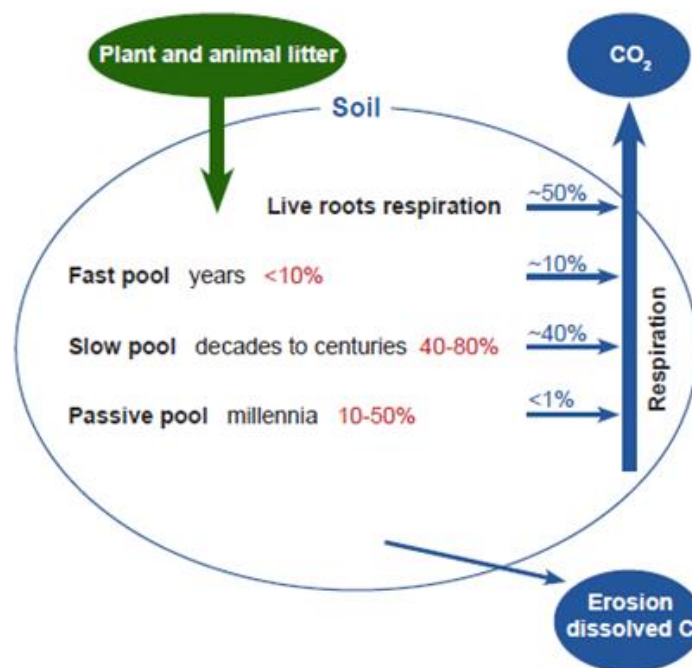 Plant and animal litter
CO₂
Soil
Live roots respiration ~50%
Fast pool years <10% ~10%
Slow pool decades to centuries 40-80% ~40%
Passive pool millennia 10-50% <1%
Respiration
Erosion
dissolved C